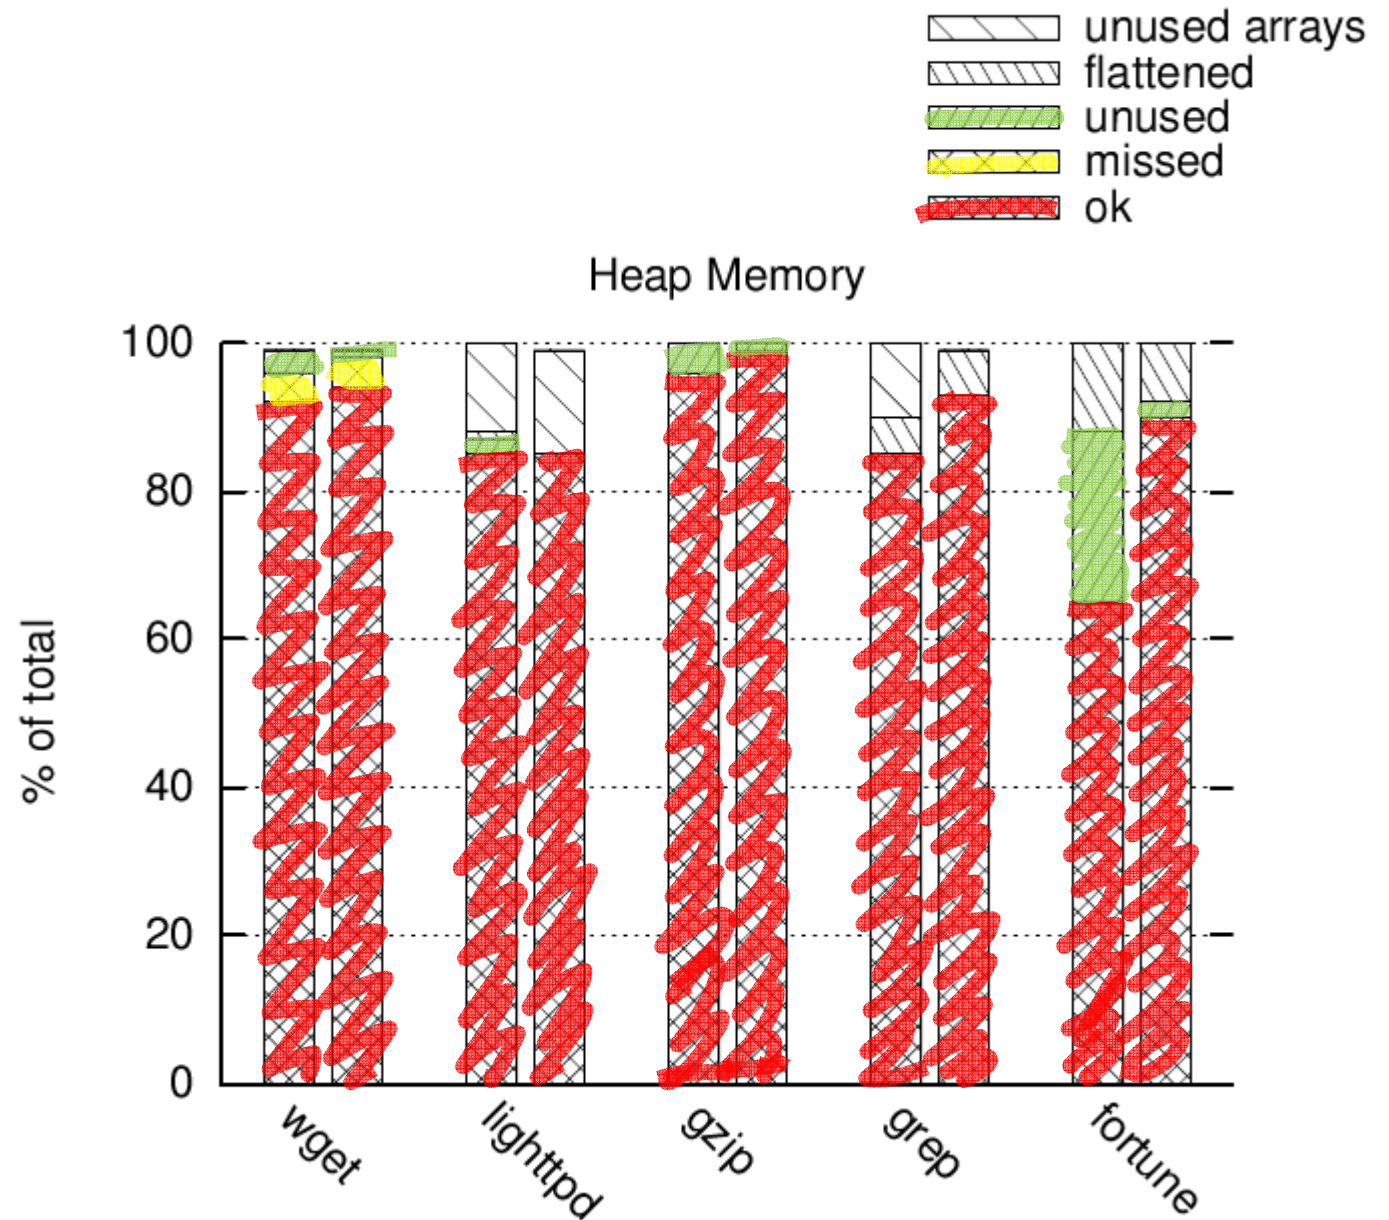 unused arrays
flattened
unused
missed
ok
Heap Memory
100
80
60
40
20
0
% of total
wget
lighttpd
gzip
grep
fortune